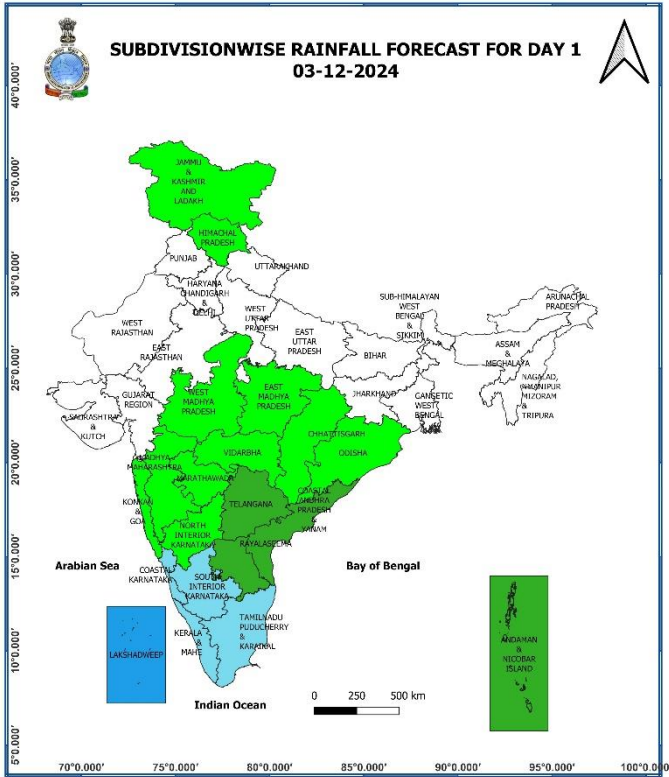 SUBDIVISIONWISE RAINFALL FORECAST FOR DAY 1
03-12-2024
40°0.000'
35°0.000'
30°0.000'
25°0.000'
20°0.000'
15°0.000'
10°0.000'
5°0.000'
JAMMU
&
KASHMIR
AND
LADAKH
HIMACHAL
PRADESH
PUNJAB
UTTARAKHAND
HARYANA
CHANDIGARH
&
DELHI
WEST
UTTAR
PRADESH
EAST
UTTAR
PRADESH
WEST
RAJASTHAN
EAST
RAJASTHAN
SUB-HIMALAYAN
WEST
BENGAL
&
SIKKIM
ARUNACHAL
PRADESH
ASSAM
&
MEGHALAYA
BIHAR
JHARKHAND
GANGETIC
WEST
BENGAL
NAGALAD,
MANIPUR
MIZORAM
&
TRIPURA
GUJARAT
REGION
SAURASHTRA
&
KUTCH
WEST
MADHYA
PRADESH
EAST
MADHYA
PRADESH
CHHATTISGARH
ODISHA
VIDARBHA
MADHYA
MAHARASHTRA
MARATHAWADA
KONKAN
&
GOA
TELANGANA
COASTAL
ANDHRA
PRADESH
&
YANAM
NORTH
INTERIOR
KARNATAKA
RAYALASEEMA
COASTAL
KARNATAKA
SOUTH
INTERIOR
KARNATAKA
TAMILNADU
PUDUCHERRY
&
KARAIKAL
KERALA
&
MAHE
LAKSHADWEEP
ANDAMAN
&
NICOBAR
ISLAND
Arabian Sea
Bay of Bengal
Indian Ocean
0 250 500 km
70°0.000' 75°0.000' 80°0.000' 85°0.000' 90°0.000' 95°0.000' 100°0.000'